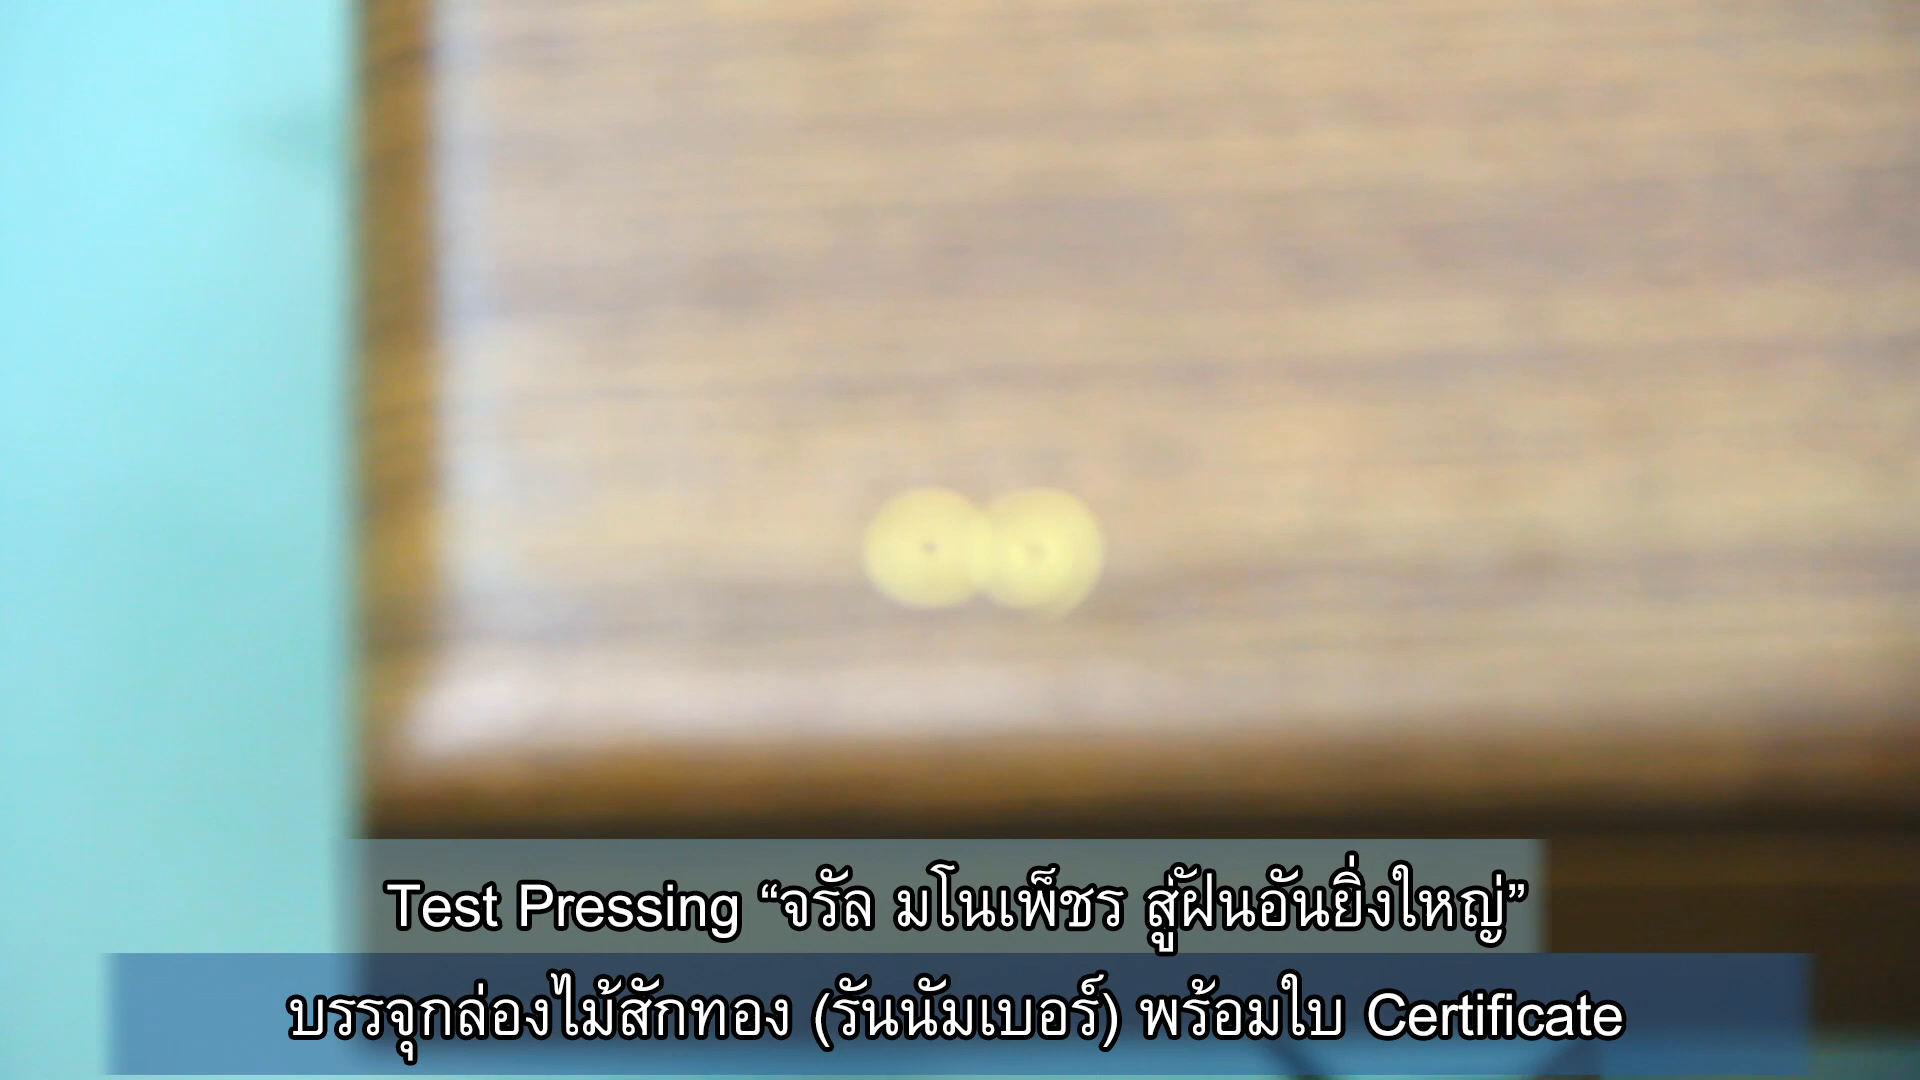 Test Pressing “จรัล มโนเพ็ชร สู่ฝันอันยิ่งใหญ่”
บรรจุกล่องไม้สักทอง (รันนัมเบอร์) พร้อมใบ Certificate